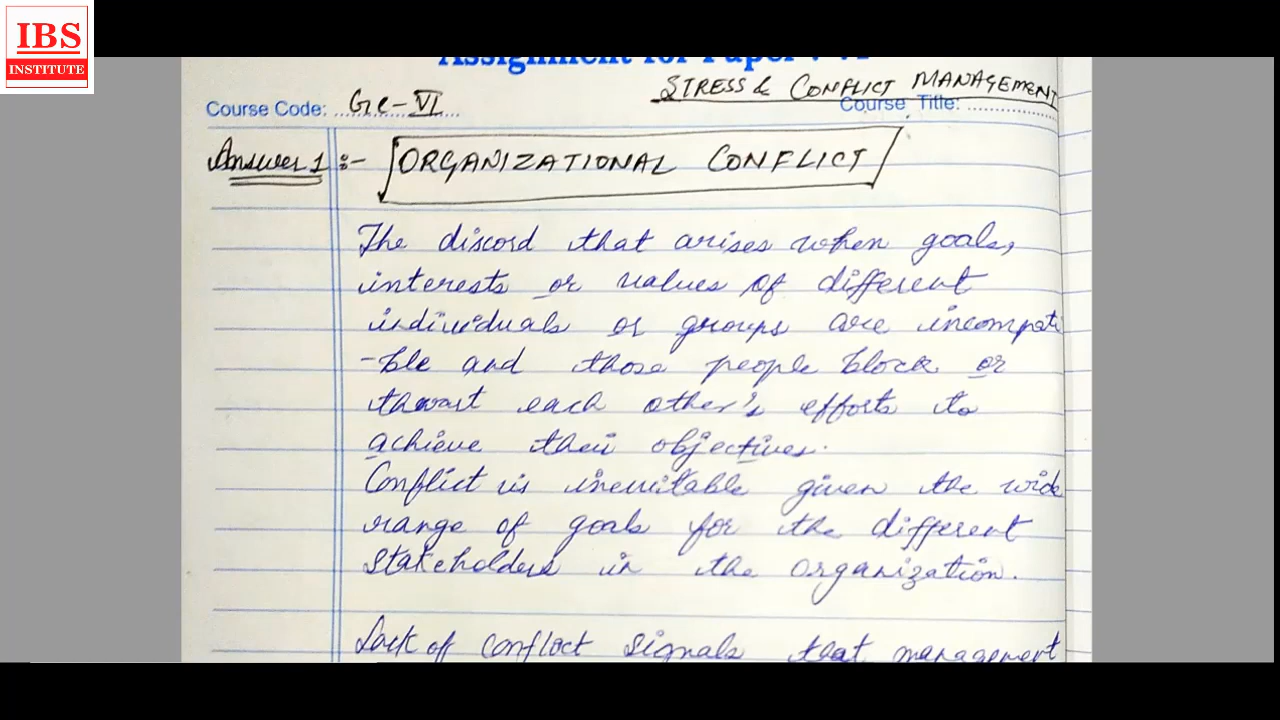 IBS
INSTITUTE
Assignment for Paper : VI
STRESS & CONFLICT MANAGEMENT
Course Code: GE-VI Course Title:
Answer 1 :- ORGANIZATIONAL CONFLICT
The discord that arises when goals,
interests or values of different
individuals or groups are incompati
-ble and those people block or
thwart each other's efforts to
achieve their objectives.
Conflict is inevitable given the wide
range of goals for the different
stakeholders in the organization.
Lack of conflict signals that management